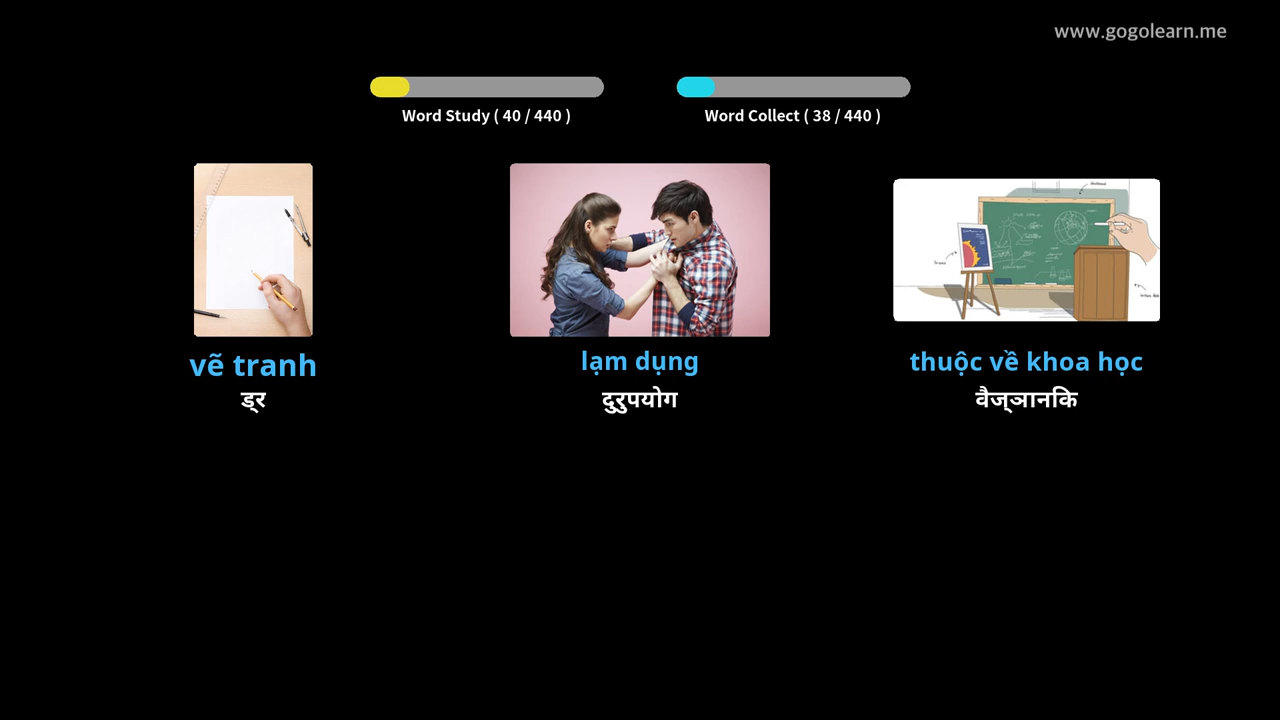 www.gogolearn.me
Word Study ( 40 / 440 )
Word Collect ( 38 / 440 )
vẽ tranh
lạm dụng
thuộc về khoa học
ड्र
दुरुपयोग
वैज्ञानकि